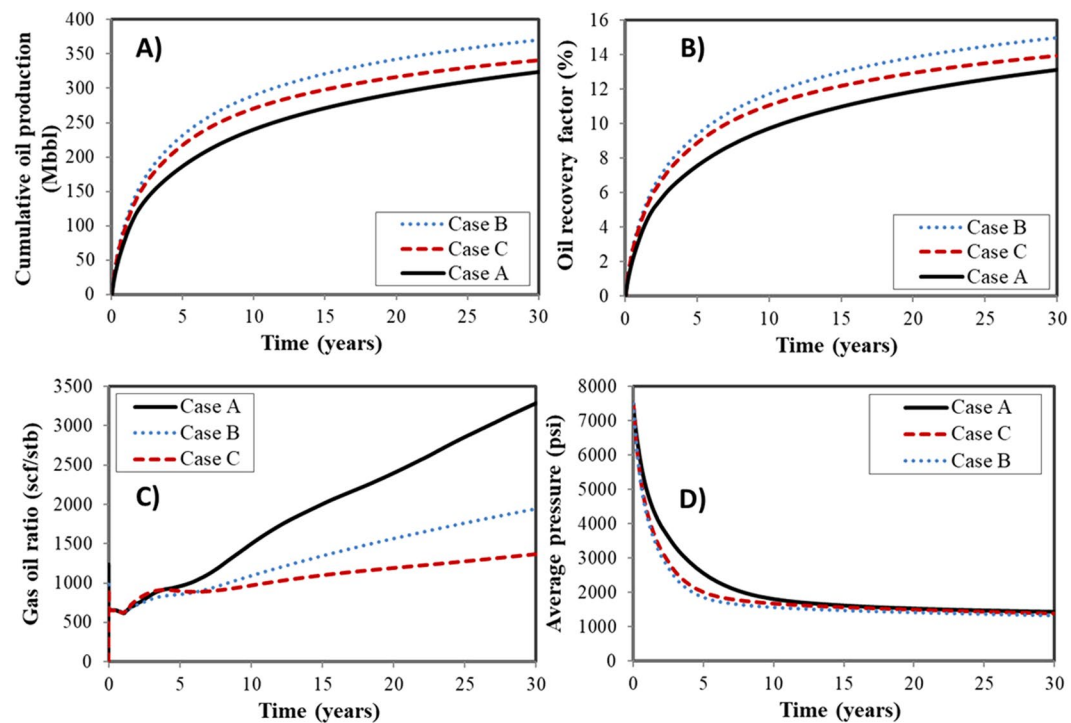 A)
Cumulative oil production
(Mbbl)
400
350
300
250
200
150
100
50
0
Case B
Case C
Case A
0 5 10 15 20 25 30
Time (years)
B)
Oil recovery factor (%)
16
14
12
10
8
6
4
2
0
Case B
Case C
Case A
0 5 10 15 20 25 30
Time (years)
C)
Gas oil ratio (scf/stb)
3500
3000
2500
2000
1500
1000
500
0
Case A
Case B
Case C
0 5 10 15 20 25 30
Time (years)
D)
Average pressure (psi)
8000
7000
6000
5000
4000
3000
2000
1000
0
Case A
Case C
Case B
0 5 10 15 20 25 30
Time (years)